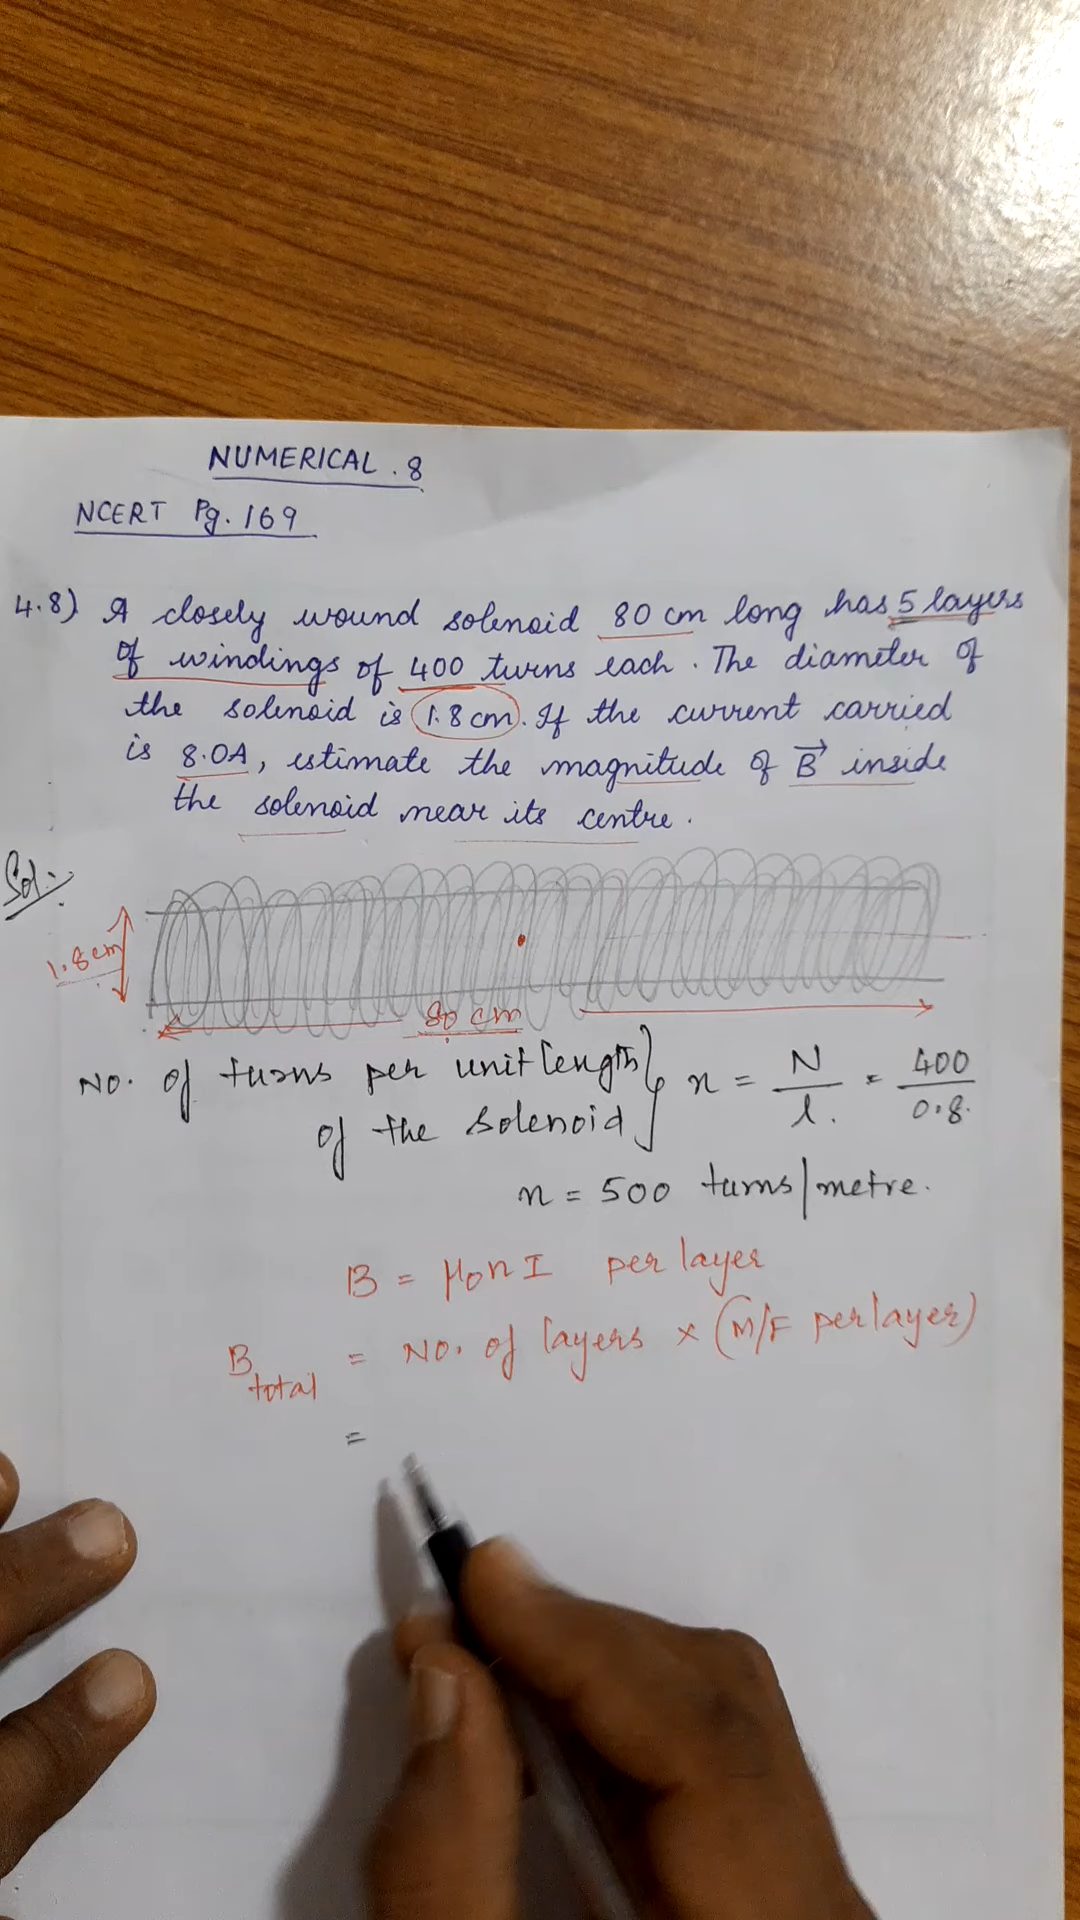 NUMERICAL . 8
NCERT Pg. 169
4.8) A closely wound solenoid 80 cm long has 5 layers
of windings of 400 turns each. The diameter of
the solenoid is 1.8 cm. If the current carried
is 8.0A, estimate the magnitude of B⃗ inside
the solenoid near its centre.
Sol:-
1.8cm
80 cm
No. of turns per unit length
of the solenoid } n = N/l. = 400/0.8.
n = 500 turns/metre.
B = μ₀nI per layer
B total = No. of layers × (M/F per layer)
=